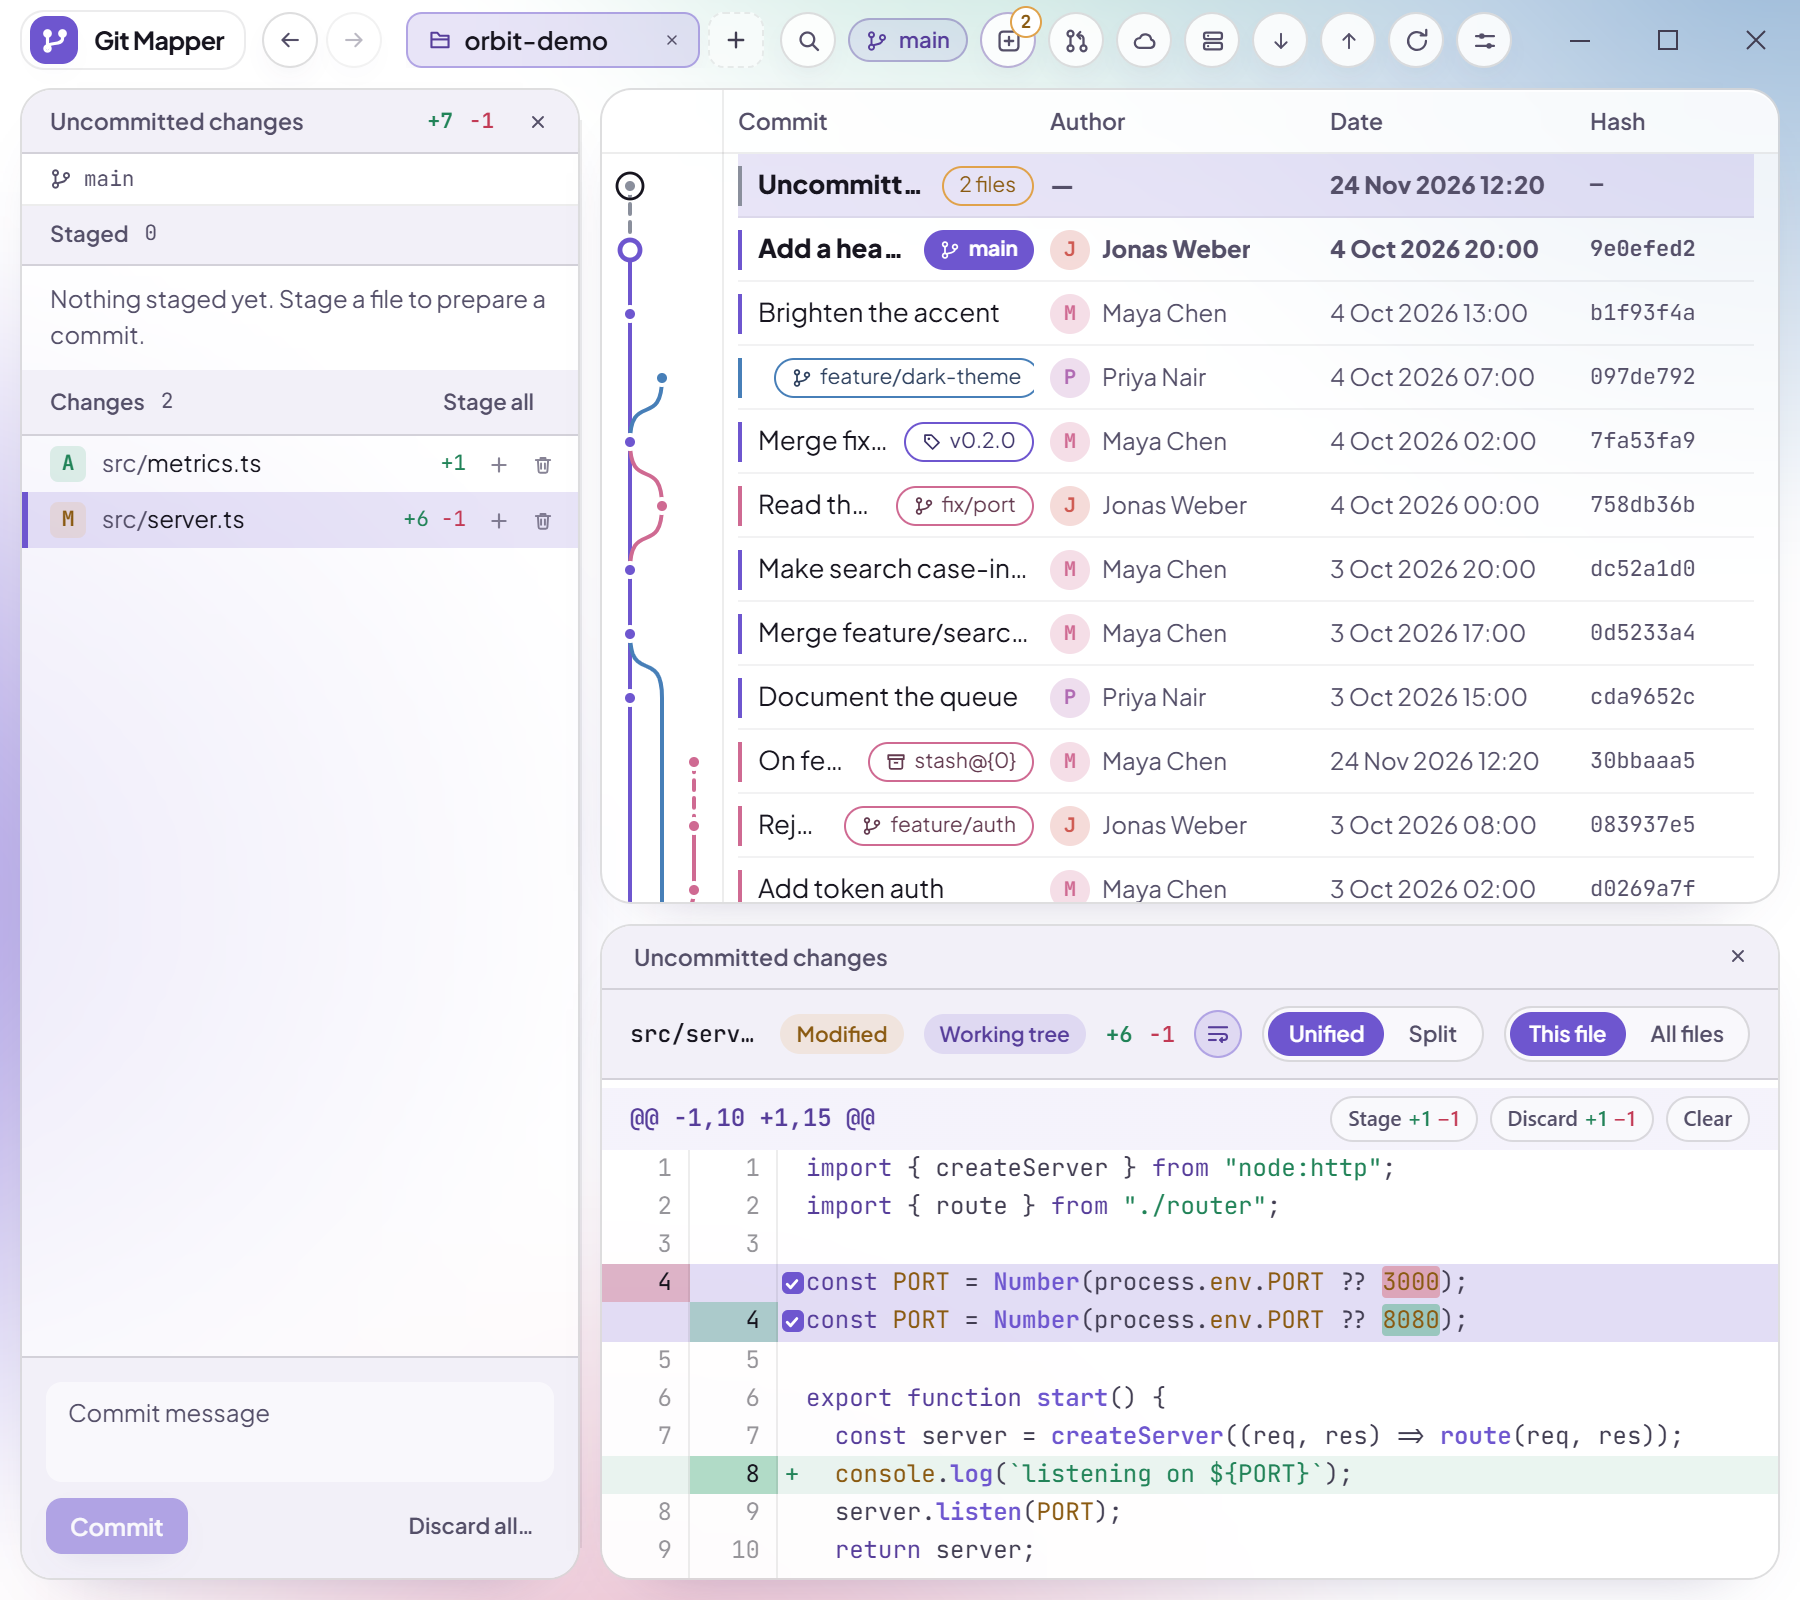 Git Mapper
orbit-demo
main
2
Uncommitted changes +7 -1
main
Staged 0
Nothing staged yet. Stage a file to prepare a
commit.
Changes 2 Stage all
A src/metrics.ts +1
M src/server.ts +6 -1
Commit message
Commit Discard all...
Commit Author Date Hash
Uncommitt... 2 files — 24 Nov 2026 12:20 —
Add a hea... main J Jonas Weber 4 Oct 2026 20:00 9e0efed2
Brighten the accent M Maya Chen 4 Oct 2026 13:00 b1f93f4a
feature/dark-theme P Priya Nair 4 Oct 2026 07:00 097de792
Merge fix... v0.2.0 M Maya Chen 4 Oct 2026 02:00 7fa53fa9
Read th... fix/port J Jonas Weber 4 Oct 2026 00:00 758db36b
Make search case-in... M Maya Chen 3 Oct 2026 20:00 dc52a1d0
Merge feature/searc... M Maya Chen 3 Oct 2026 17:00 0d5233a4
Document the queue P Priya Nair 3 Oct 2026 15:00 cda9652c
On fe... stash@{0} M Maya Chen 24 Nov 2026 12:20 30bbaaa5
Rej... feature/auth J Jonas Weber 3 Oct 2026 08:00 083937e5
Add token auth M Maya Chen 3 Oct 2026 02:00 d0269a7f
Uncommitted changes
src/serv... Modified Working tree +6 -1 Unified Split This file All files
@@ -1,10 +1,15 @@ Stage +1 −1 Discard +1 −1 Clear
1 1 import { createServer } from "node:http";
2 2 import { route } from "./router";
3 3
4 const PORT = Number(process.env.PORT ?? 3000);
4 const PORT = Number(process.env.PORT ?? 8080);
5 5
6 6 export function start() {
7 7 const server = createServer((req, res) => route(req, res));
8 + console.log(`listening on ${PORT}`);
8 9 server.listen(PORT);
9 10 return server;